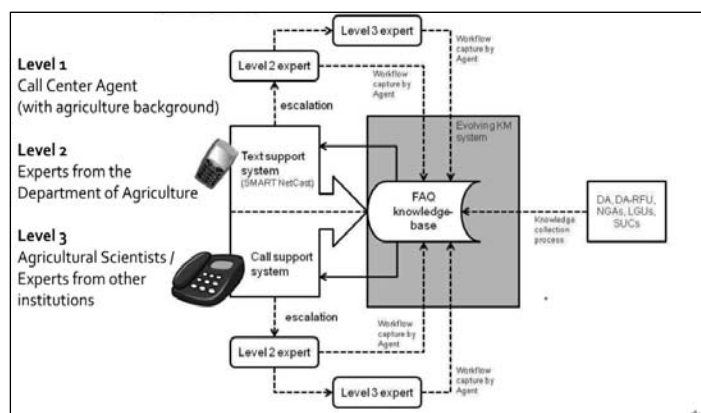 Level 1
Call Center Agent
(with agriculture background)
Level 2
Experts from the
Department of Agriculture
Level 3
Agricultural Scientists /
Experts from other
institutions
Level 3 expert
Level 2 expert
Workflow
capture by
Agent
Workflow
capture by
Agent
escalation
Evolving KM
system
Text support
system
(SMART NetCast)
FAQ
knowledge-
base
DA, DA-RFU,
NGAs, LGUs,
SUCs
Knowledge
collection
process
Call support
system
escalation
Workflow
capture by
Agent
Level 2 expert
Workflow
capture by
Agent
Level 3 expert